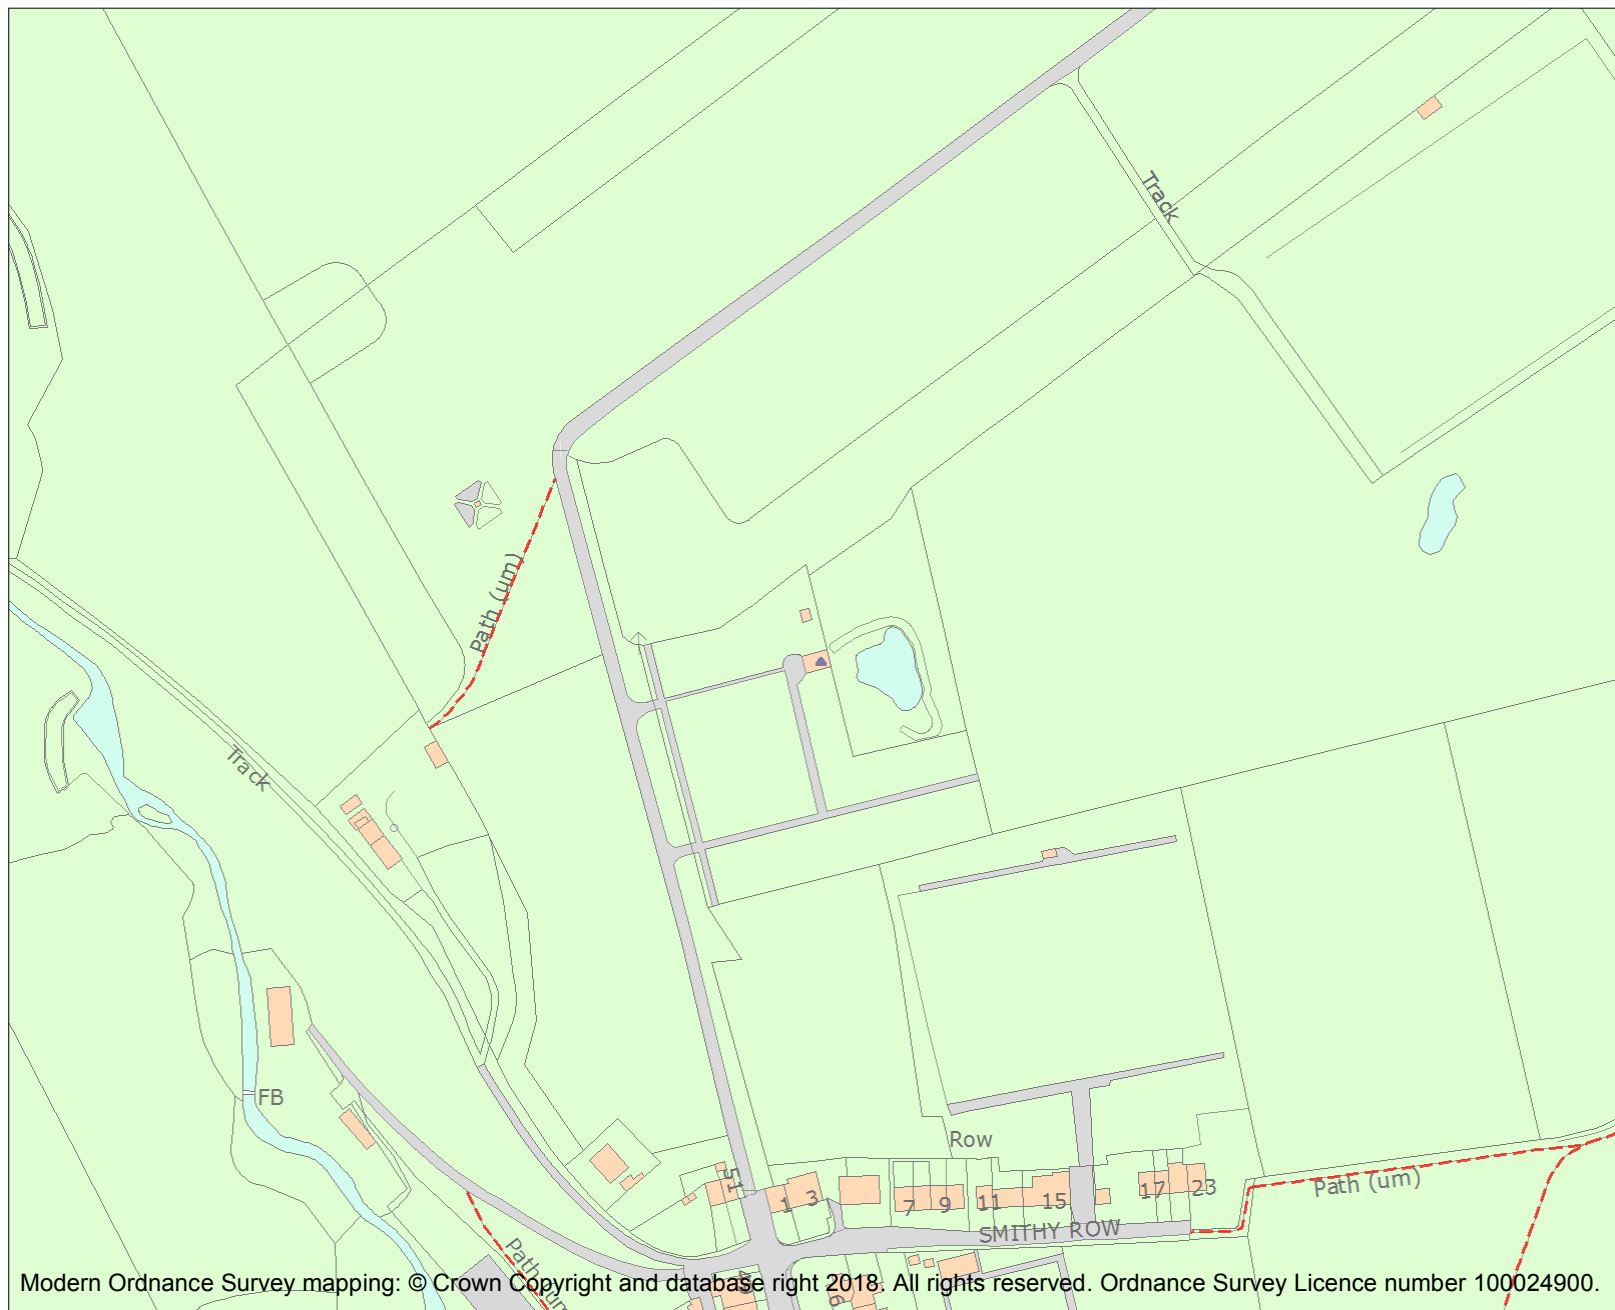 Track
Path (um)
Track
FB
Row
51
1
3
7
9
11
15
17
23
Path (um)
SMITHY ROW
Modern Ordnance Survey mapping: © Crown Copyright and database right 2018. All rights reserved. Ordnance Survey Licence number 100024900.